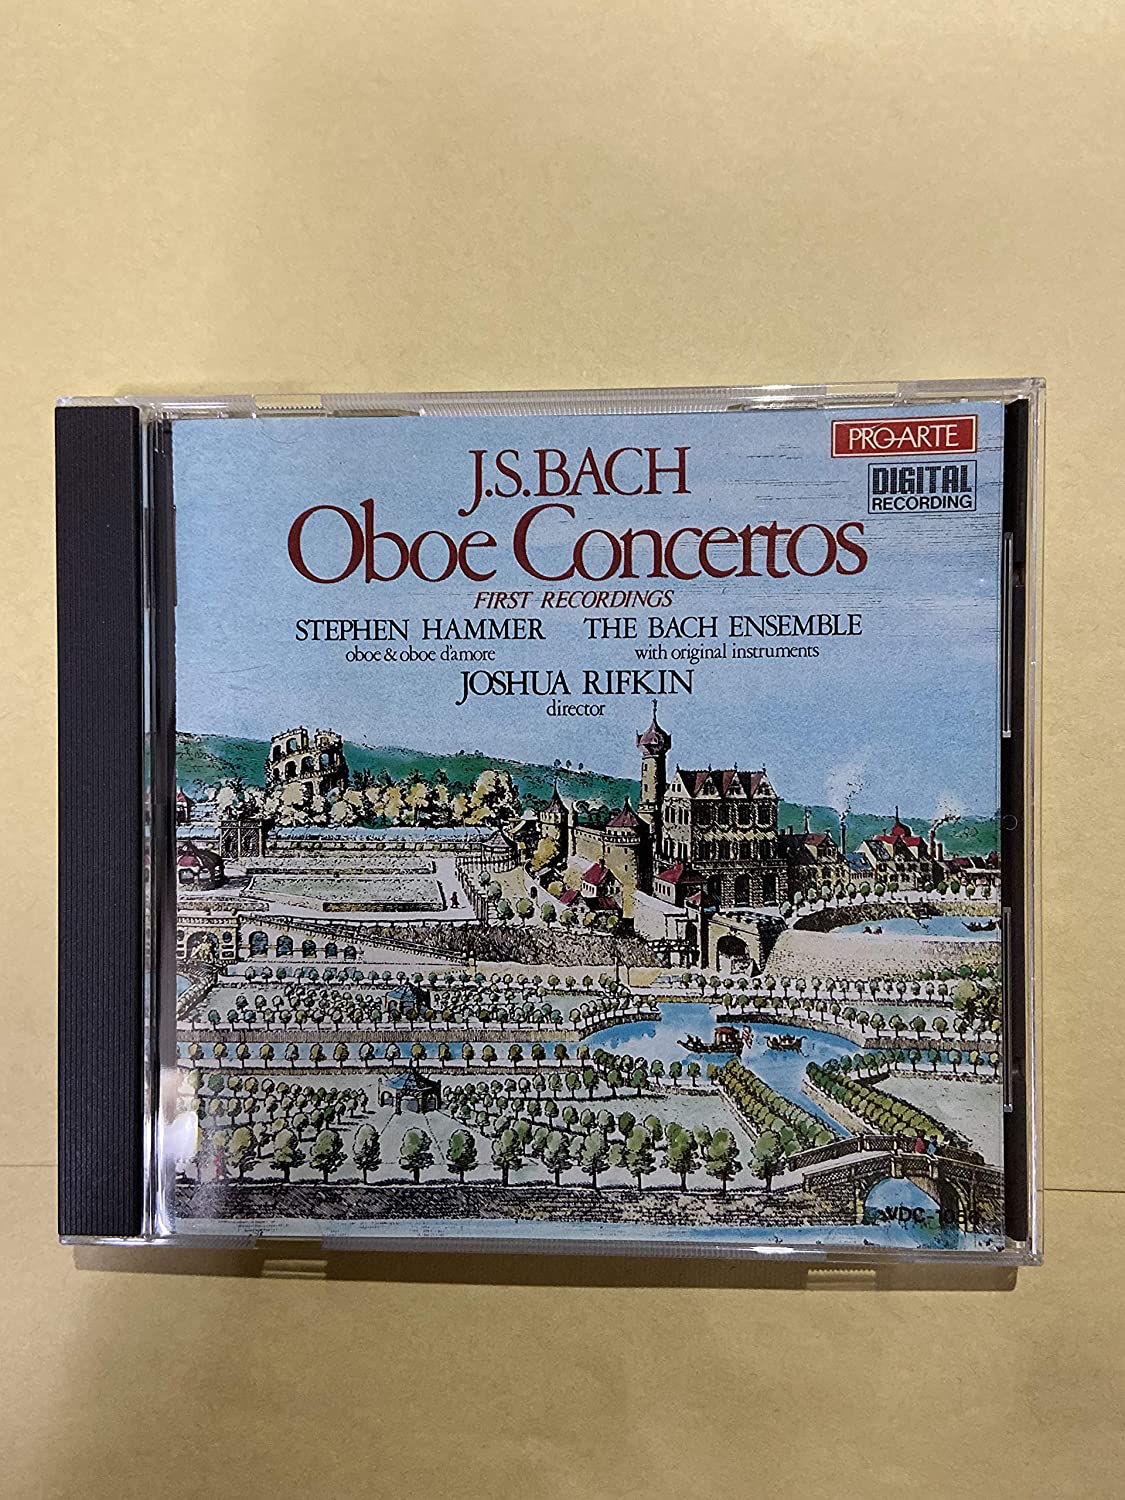 PRO-ARTE
DIGITAL
RECORDING
J.S.BACH
Oboe Concertos
FIRST RECORDINGS
STEPHEN HAMMER THE BACH ENSEMBLE
oboe & oboe d'amore with original instruments
JOSHUA RIFKIN
director